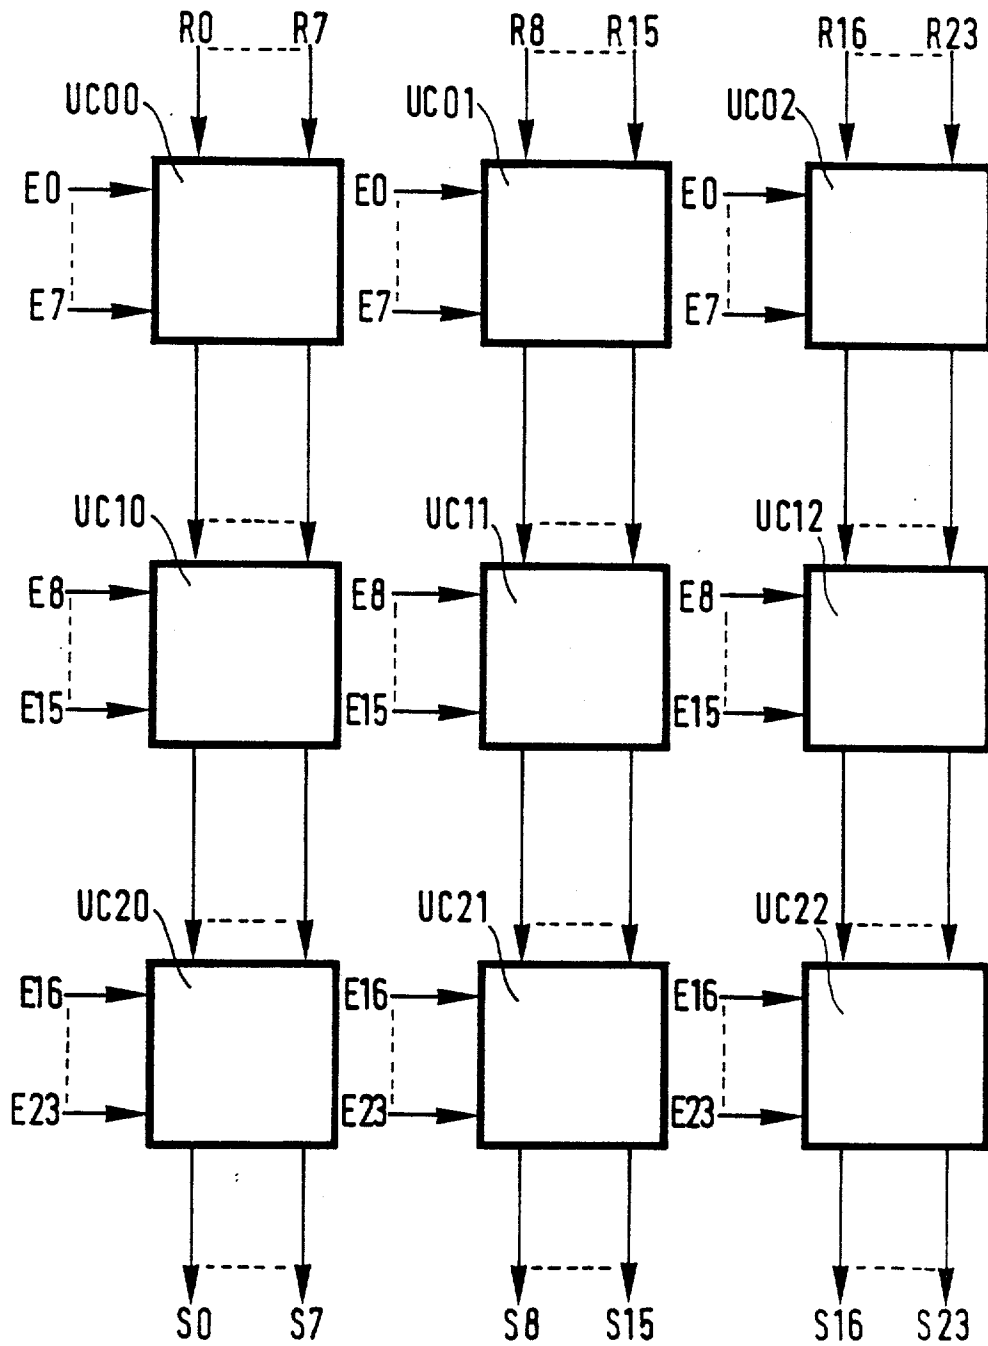 R0 R7 R8 R15 R16 R23
UC00 UC01 UC02
E0 E0 E0
E7 E7 E7
UC10 UC11 UC12
E8 E8 E8
E15 E15 E15
UC20 UC21 UC22
E16 E16 E16
E23 E23 E23
S0 S7 S8 S15 S16 S23